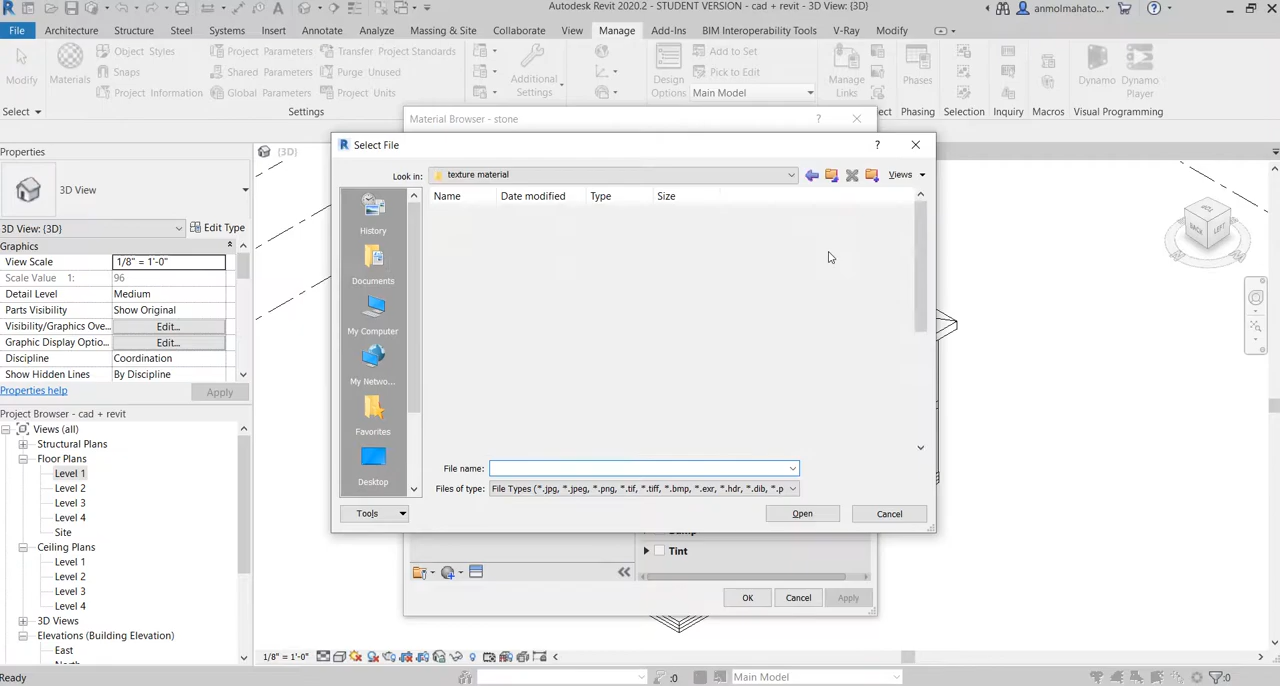 Autodesk Revit 2020.2 - STUDENT VERSION - cad + revit - 3D View: {3D}
anmolmahato...
File Architecture Structure Steel Systems Insert Annotate Analyze Massing & Site Collaborate View Manage Add-Ins BIM Interoperability Tools V-Ray Modify
Modify
Materials
Object Styles
Snaps
Project Information
Project Parameters
Shared Parameters
Global Parameters
Transfer Project Standards
Purge Unused
Project Units
Additional
Settings
Design
Options
Add to Set
Pick to Edit
Main Model
Manage
Links
Phases
Dynamo
Dynamo
Player
Select
Settings
ect
Phasing
Selection
Inquiry
Macros
Visual Programming
Properties
3D View
3D View: {3D}
Edit Type
Graphics
View Scale 1/8" = 1'-0"
Scale Value 1: 96
Detail Level Medium
Parts Visibility Show Original
Visibility/Graphics Ove... Edit...
Graphic Display Optio... Edit...
Discipline Coordination
Show Hidden Lines By Discipline
Properties help
Apply
Project Browser - cad + revit
Views (all)
Structural Plans
Floor Plans
Level 1
Level 2
Level 3
Level 4
Site
Ceiling Plans
Level 1
Level 2
Level 3
Level 4
3D Views
Elevations (Building Elevation)
East
Ready
{3D}
Material Browser - stone
?
Select File
?
Look in: texture material
Views
Name Date modified Type Size
History
Documents
My Computer
My Netwo...
Favorites
Desktop
File name:
Files of type: File Types (*.jpg, *.jpeg, *.png, *.tif, *.tiff, *.bmp, *.exr, *.hdr, *.dib, *.p
Tools
Open
Cancel
Tint
OK
Cancel
Apply
BACK
LEFT
1/8" = 1'-0"
:0
Main Model
:0